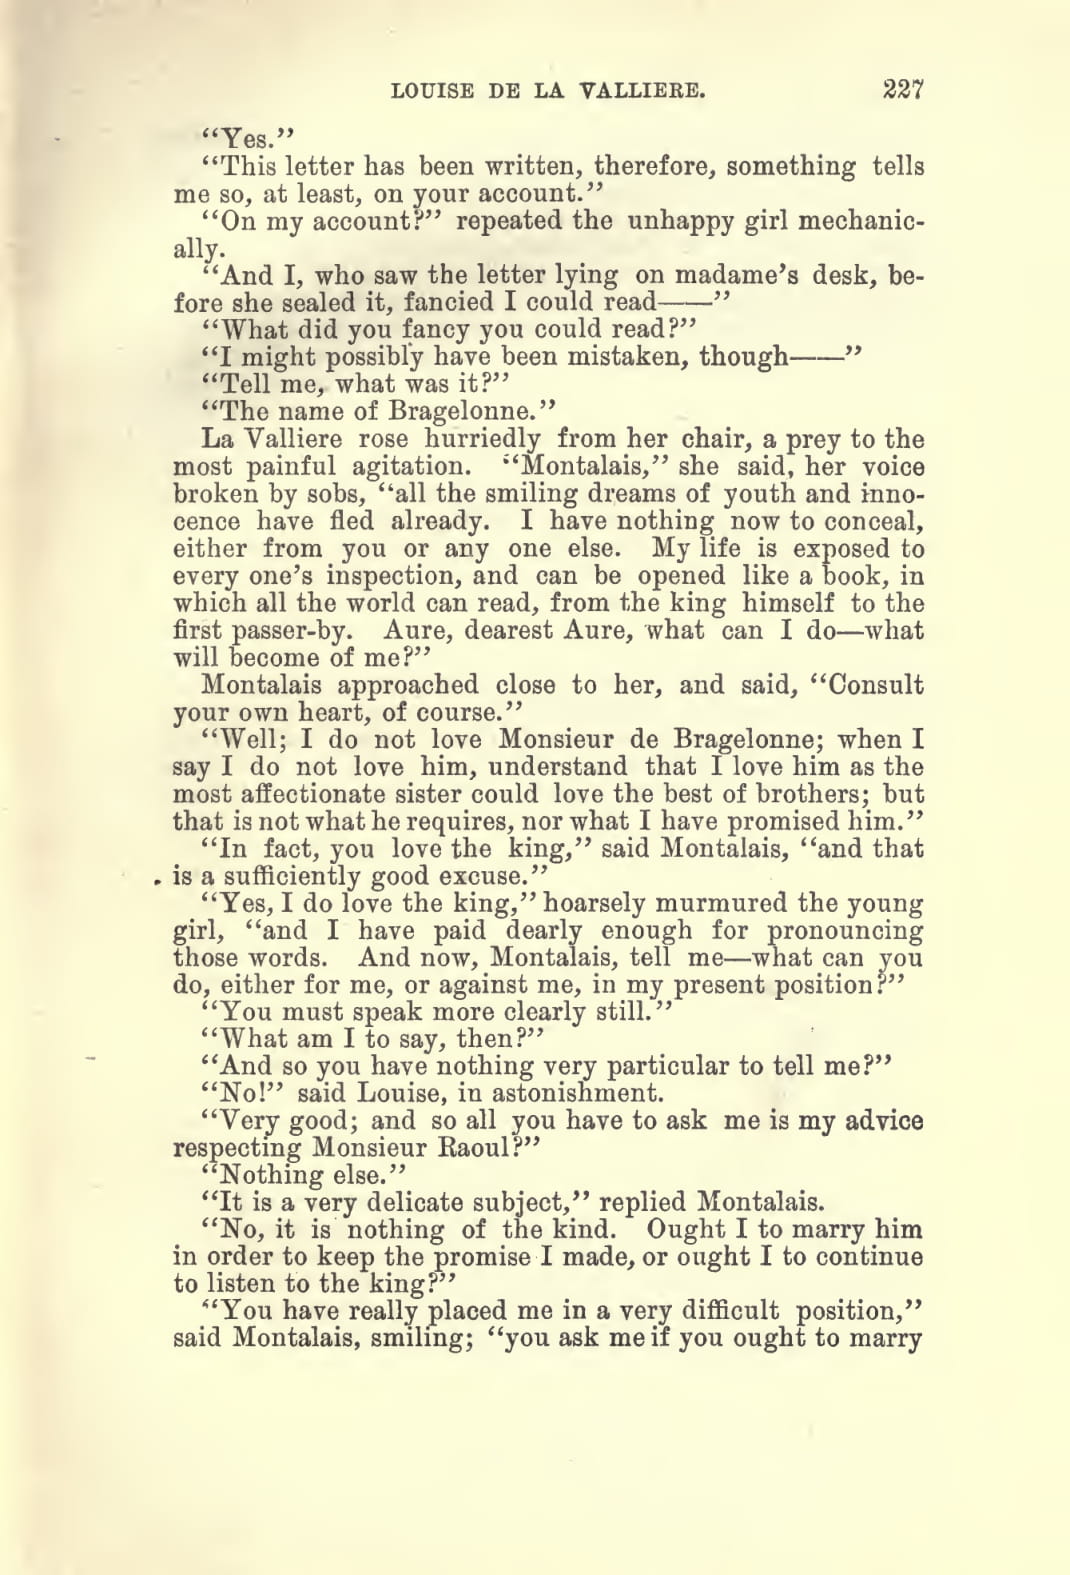 LOUISE DE LA VALLIERE. 227
“Yes.”
“This letter has been written, therefore, something tells
me so, at least, on your account.”
“On my account?” repeated the unhappy girl mechanic-
ally.
“And I, who saw the letter lying on madame’s desk, be-
fore she sealed it, fancied I could read——”
“What did you fancy you could read?”
“I might possibly have been mistaken, though——”
“Tell me, what was it?”
“The name of Bragelonne.”
La Valliere rose hurriedly from her chair, a prey to the
most painful agitation. “Montalais,” she said, her voice
broken by sobs, “all the smiling dreams of youth and inno-
cence have fled already. I have nothing now to conceal,
either from you or any one else. My life is exposed to
every one’s inspection, and can be opened like a book, in
which all the world can read, from the king himself to the
first passer-by. Aure, dearest Aure, what can I do—what
will become of me?”
Montalais approached close to her, and said, “Consult
your own heart, of course.”
“Well; I do not love Monsieur de Bragelonne; when I
say I do not love him, understand that I love him as the
most affectionate sister could love the best of brothers; but
that is not what he requires, nor what I have promised him.”
“In fact, you love the king,” said Montalais, “and that
is a sufficiently good excuse.”
“Yes, I do love the king,” hoarsely murmured the young
girl, “and I have paid dearly enough for pronouncing
those words. And now, Montalais, tell me—what can you
do, either for me, or against me, in my present position?”
“You must speak more clearly still.”
“What am I to say, then?”
“And so you have nothing very particular to tell me?”
“No!” said Louise, in astonishment.
“Very good; and so all you have to ask me is my advice
respecting Monsieur Raoul?”
“Nothing else.”
“It is a very delicate subject,” replied Montalais.
“No, it is nothing of the kind. Ought I to marry him
in order to keep the promise I made, or ought I to continue
to listen to the king?”
“You have really placed me in a very difficult position,”
said Montalais, smiling; “you ask me if you ought to marry